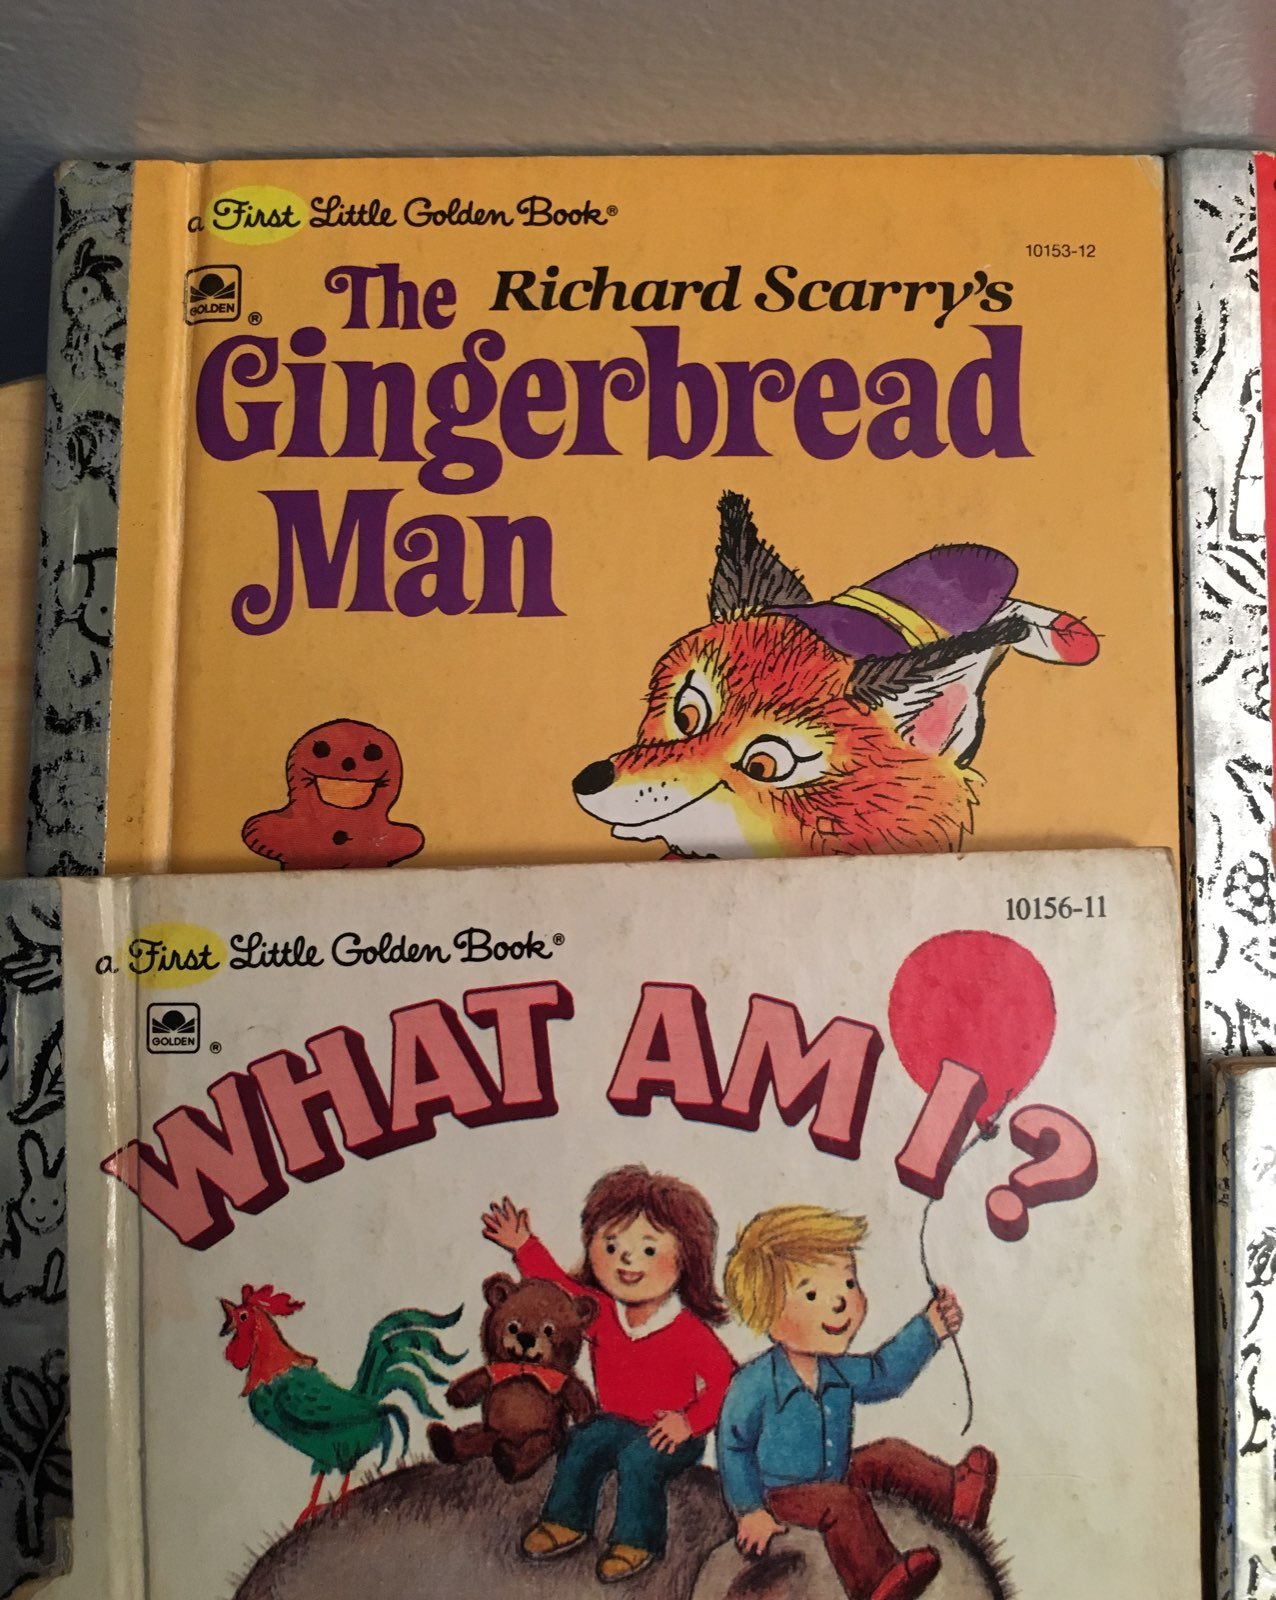 a First Little Golden Book®
10153-12
GOLDEN ®
The Richard Scarry's
Gingerbread
Man
a First Little Golden Book®
10156-11
GOLDEN ®
WHAT AM I?